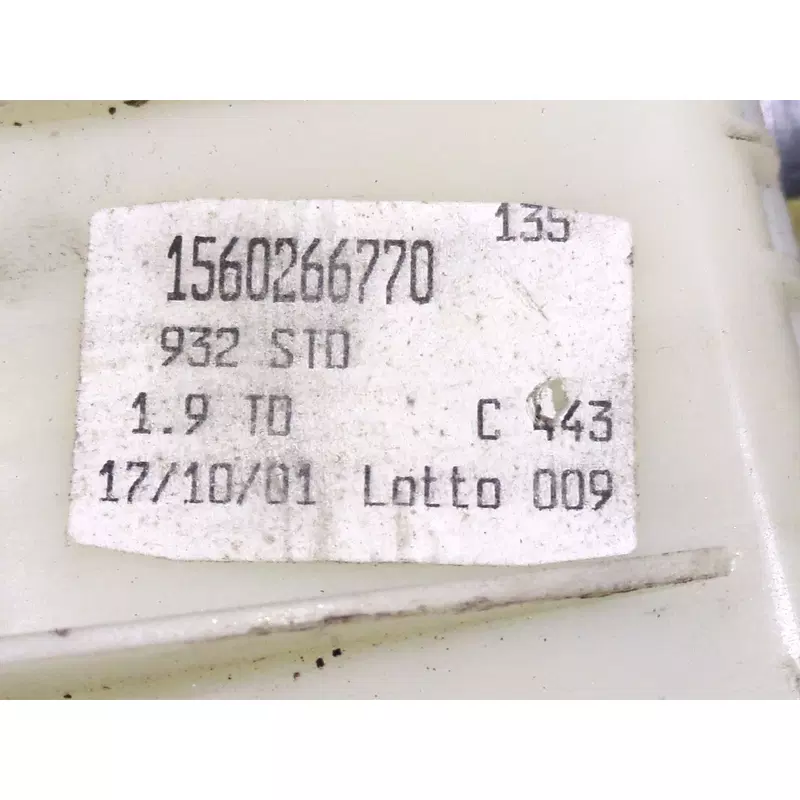 135
1560266770
932 STD
1.9 TD C 443
17/10/01 Lotto 009